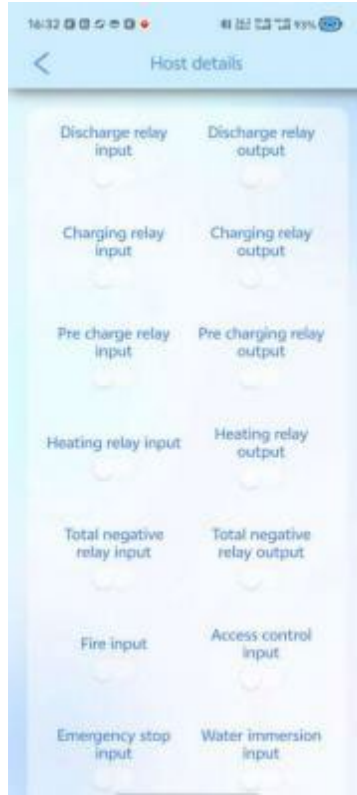 16:32
93%
Host details
Discharge relay Discharge relay
input output
Charging relay Charging relay
input output
Pre charge relay Pre charging relay
input output
Heating relay input Heating relay
output
Total negative Total negative
relay input relay output
Fire input Access control
input
Emergency stop Water immersion
input input